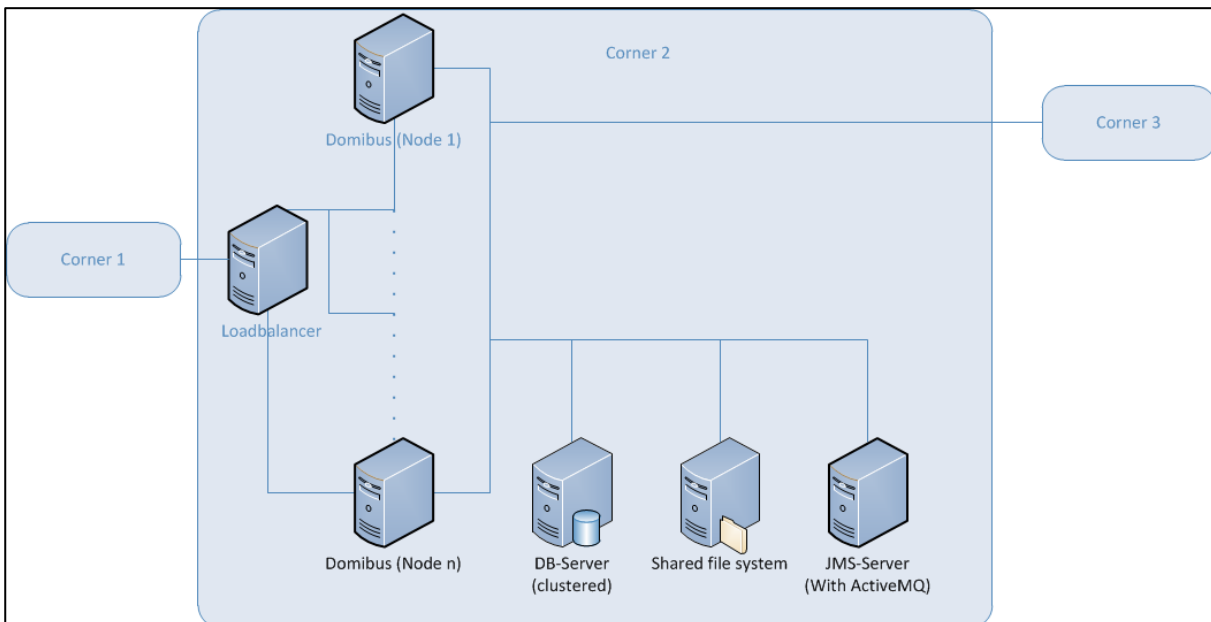 Corner 2
Domibus (Node 1)
Corner 3
Corner 1
Loadbalancer
Domibus (Node n)
DB-Server
(clustered)
Shared file system
JMS-Server
(With ActiveMQ)